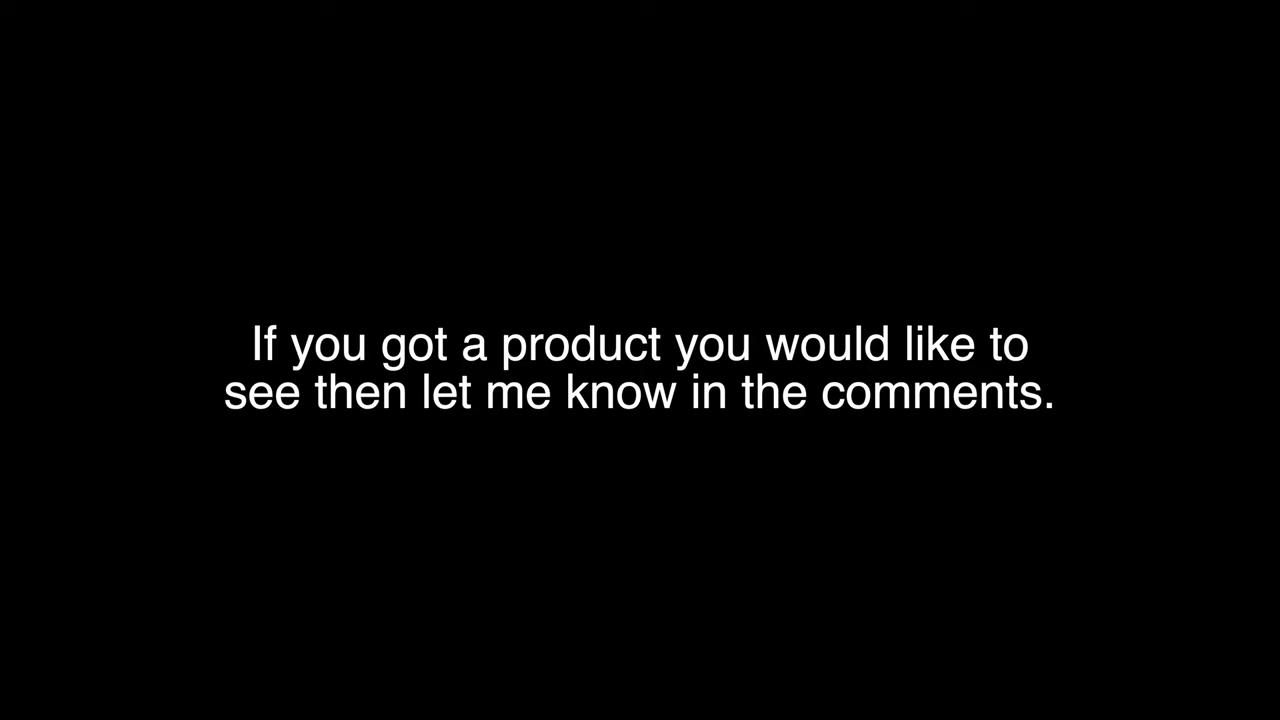 If you got a product you would like to
see then let me know in the comments.